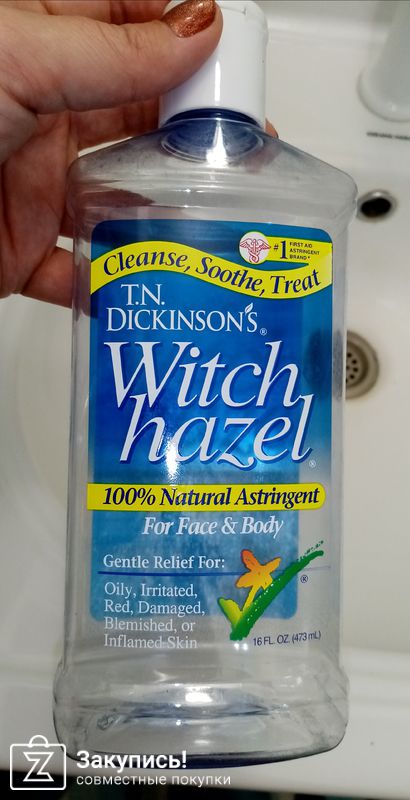 #1 FIRST AID
ASTRINGENT
BRAND*
Cleanse, Soothe, Treat
T.N.
DICKINSON'S®
Witch
hazel®
100% Natural Astringent
For Face & Body
Gentle Relief For:
Oily, Irritated,
Red, Damaged,
Blemished, or
Inflamed Skin
®
16 FL. OZ. (473 mL)
Закупись!
совместные покупки